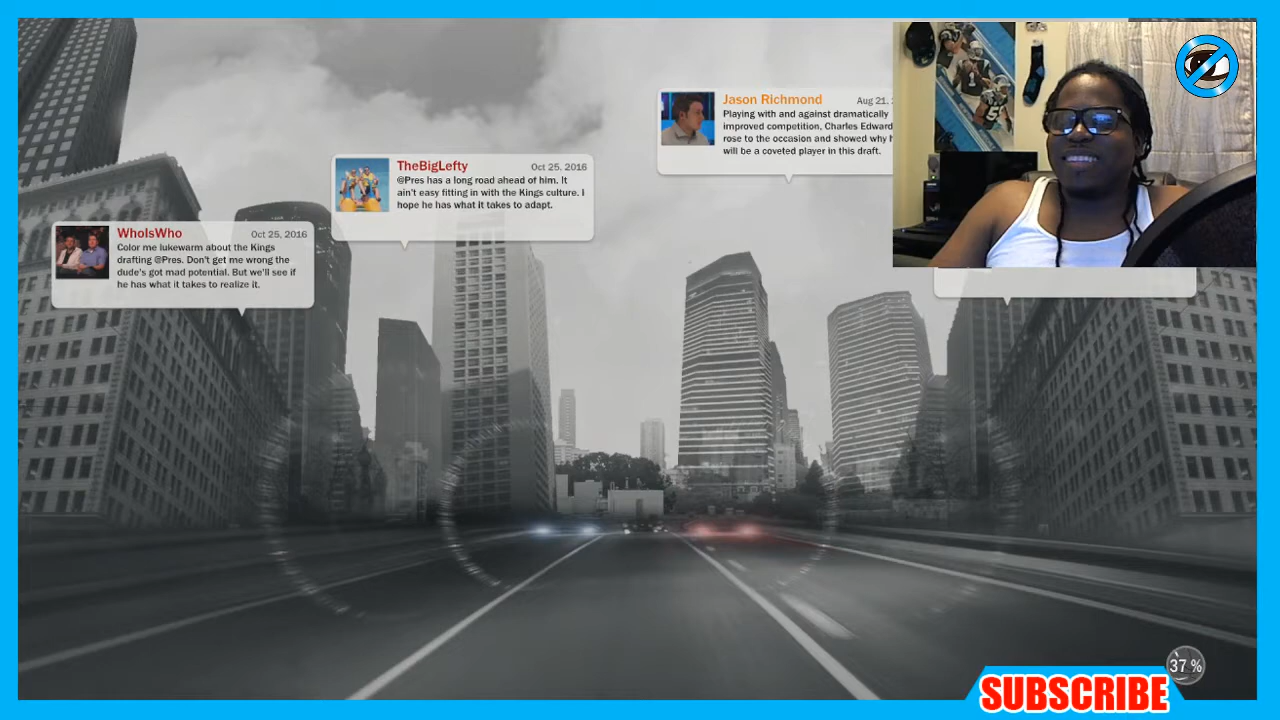 WhoIsWho Oct 25, 2016
Color me lukewarm about the Kings
drafting @Pres. Don't get me wrong the
dude's got mad potential. But we'll see if
he has what it takes to realize it.
TheBigLefty Oct 25, 2016
@Pres has a long road ahead of him. It
ain't easy fitting in with the Kings culture. I
hope he has what it takes to adapt.
Jason Richmond Aug 21,
Playing with and against dramatically
improved competition, Charles Edward
rose to the occasion and showed why
will be a coveted player in this draft.
37 %
SUBSCRIBE